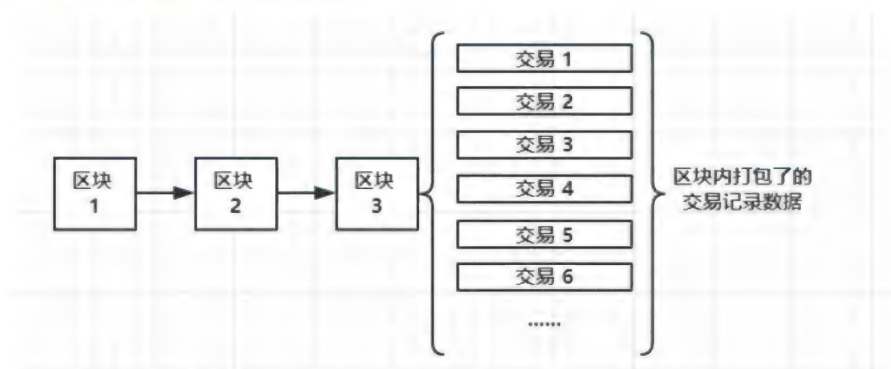 区块
1
区块
2
区块
3
交易 1
交易 2
交易 3
交易 4
交易 5
交易 6
......
区块内打包了的
交易记录数据